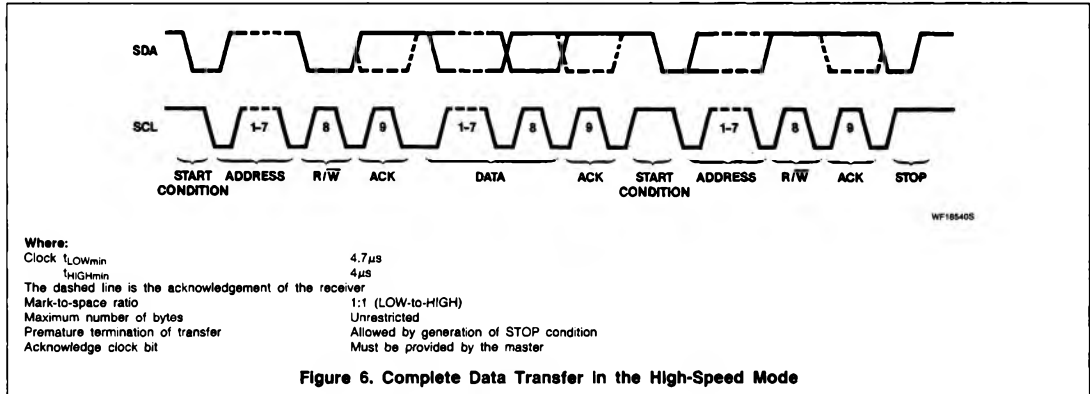 SDA
SCL
1–7
8
9
1–7
8
9
1–7
8
9
START CONDITION
ADDRESS
R/W̅
ACK
DATA
ACK
START CONDITION
ADDRESS
R/W̅
ACK
STOP
WF18540S
Where:
Clock tLOWmin 4.7μs
tHIGHmin 4μs
The dashed line is the acknowledgement of the receiver
Mark-to-space ratio 1:1 (LOW-to-HIGH)
Maximum number of bytes Unrestricted
Premature termination of transfer Allowed by generation of STOP condition
Acknowledge clock bit Must be provided by the master
Figure 6. Complete Data Transfer in the High-Speed Mode